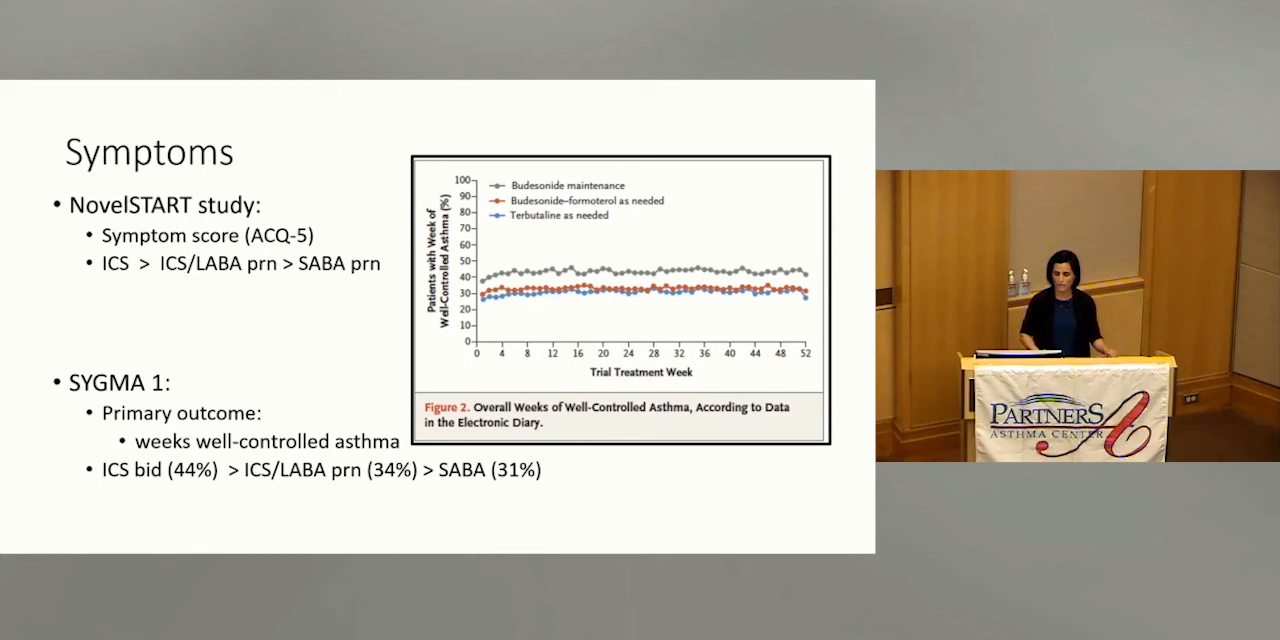 Symptoms
• NovelSTART study:
• Symptom score (ACQ-5)
• ICS > ICS/LABA prn > SABA prn
• SYGMA 1:
• Primary outcome:
• weeks well-controlled asthma
• ICS bid (44%) > ICS/LABA prn (34%) > SABA (31%)
Patients with Week of
Well-Controlled Asthma (%)
100
90
80
70
60
50
40
30
20
10
0
Budesonide maintenance
Budesonide–formoterol as needed
Terbutaline as needed
0 4 8 12 16 20 24 28 32 36 40 44 48 52
Trial Treatment Week
Figure 2. Overall Weeks of Well-Controlled Asthma, According to Data
in the Electronic Diary.
PARTNERS
ASTHMA CENTER